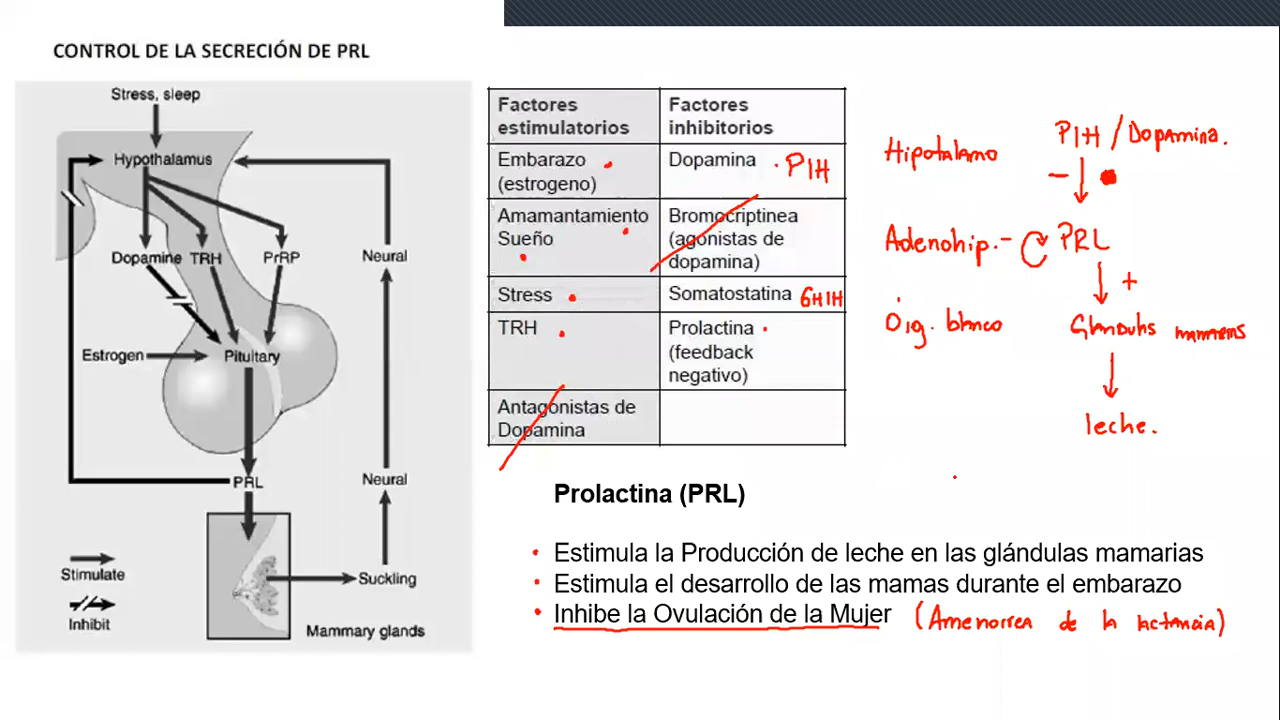 CONTROL DE LA SECRECIÓN DE PRL
Stress, sleep
Hypothalamus
Dopamine TRH PrRP Neural
Estrogen
Pituitary
PRL
Neural
Suckling
Stimulate
Inhibit
Mammary glands
Factores estimulatorios
Factores inhibitorios
Embarazo
(estrogeno)
Dopamina · PIH
Amamantamiento
Sueño
Bromocriptinea
(agonistas de
dopamina)
Stress
Somatostatina GHIH
TRH
Prolactina
(feedback
negativo)
Antagonistas de
Dopamina
Hipotalamo
PIH / Dopamina.
−
Adenohip.
− PRL
+
Órg. blanco
Glándulas mamarias
leche.
Prolactina (PRL)
• Estimula la Producción de leche en las glándulas mamarias
• Estimula el desarrollo de las mamas durante el embarazo
• Inhibe la Ovulación de la Mujer (Amenorrea de la lactancia)